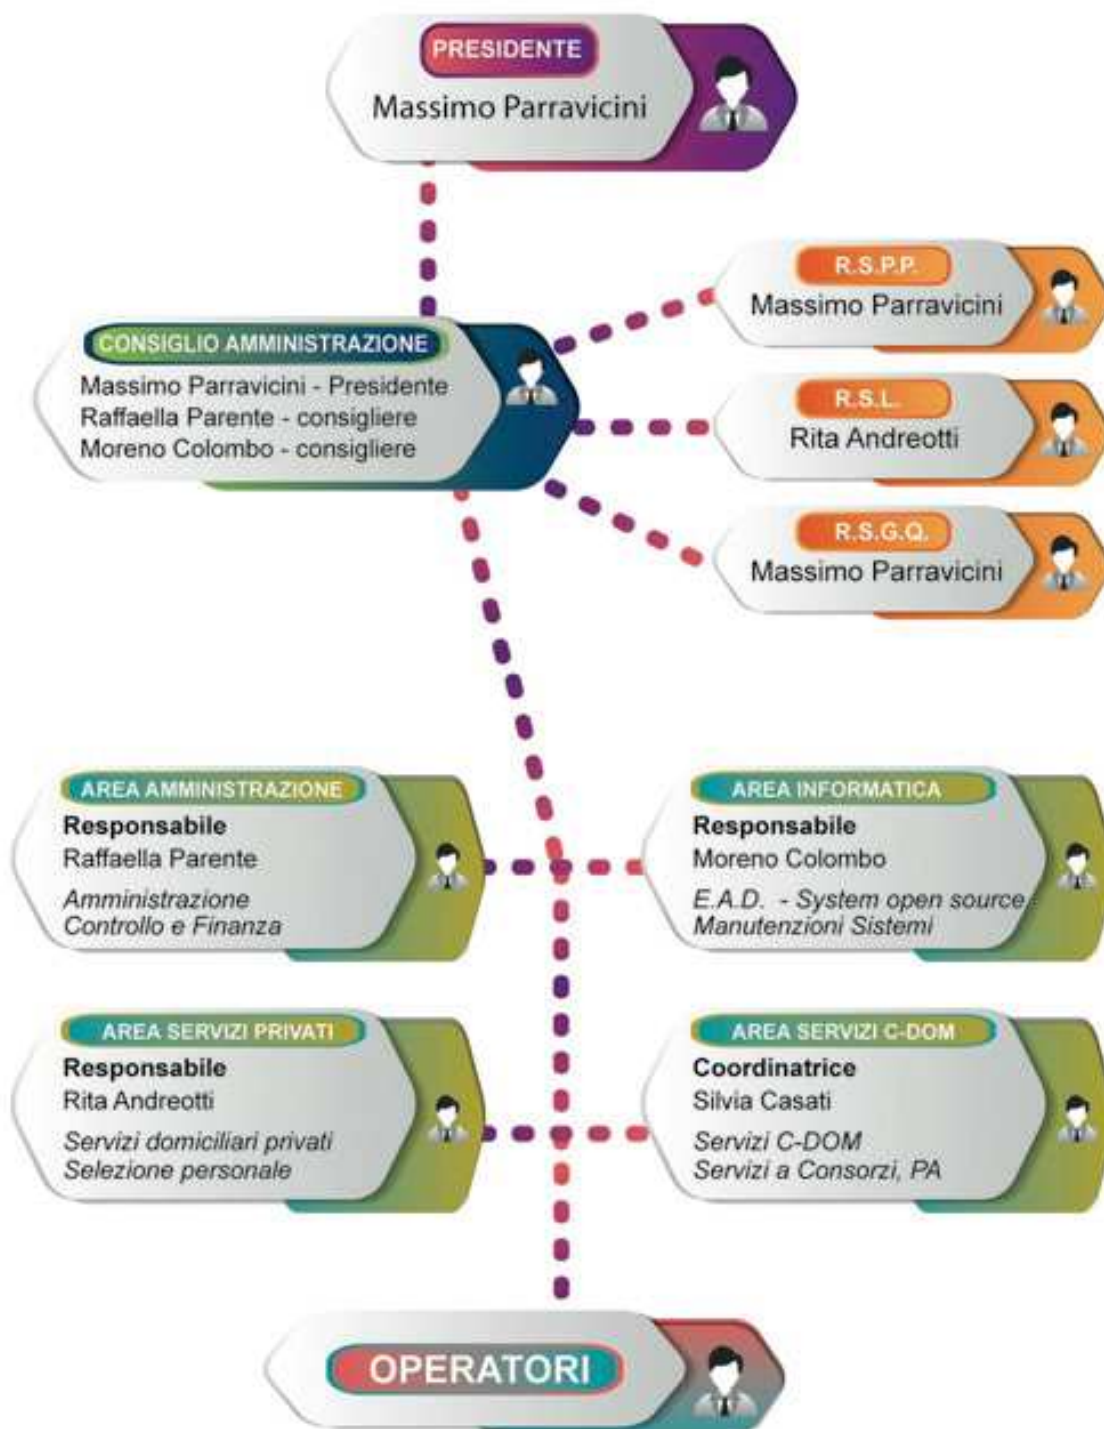 PRESIDENTE
Massimo Parravicini
CONSIGLIO AMMINISTRAZIONE
Massimo Parravicini - Presidente
Raffaella Parente - consigliere
Moreno Colombo - consigliere
R.S.P.P.
Massimo Parravicini
R.S.L.
Rita Andreotti
R.S.G.Q.
Massimo Parravicini
AREA AMMINISTRAZIONE
Responsabile
Raffaella Parente
Amministrazione
Controllo e Finanza
AREA INFORMATICA
Responsabile
Moreno Colombo
E.A.D. - System open source
Manutenzioni Sistemi
AREA SERVIZI PRIVATI
Responsabile
Rita Andreotti
Servizi domiciliari privati
Selezione personale
AREA SERVIZI C-DOM
Coordinatrice
Silvia Casati
Servizi C-DOM
Servizi a Consorzi, PA
OPERATORI